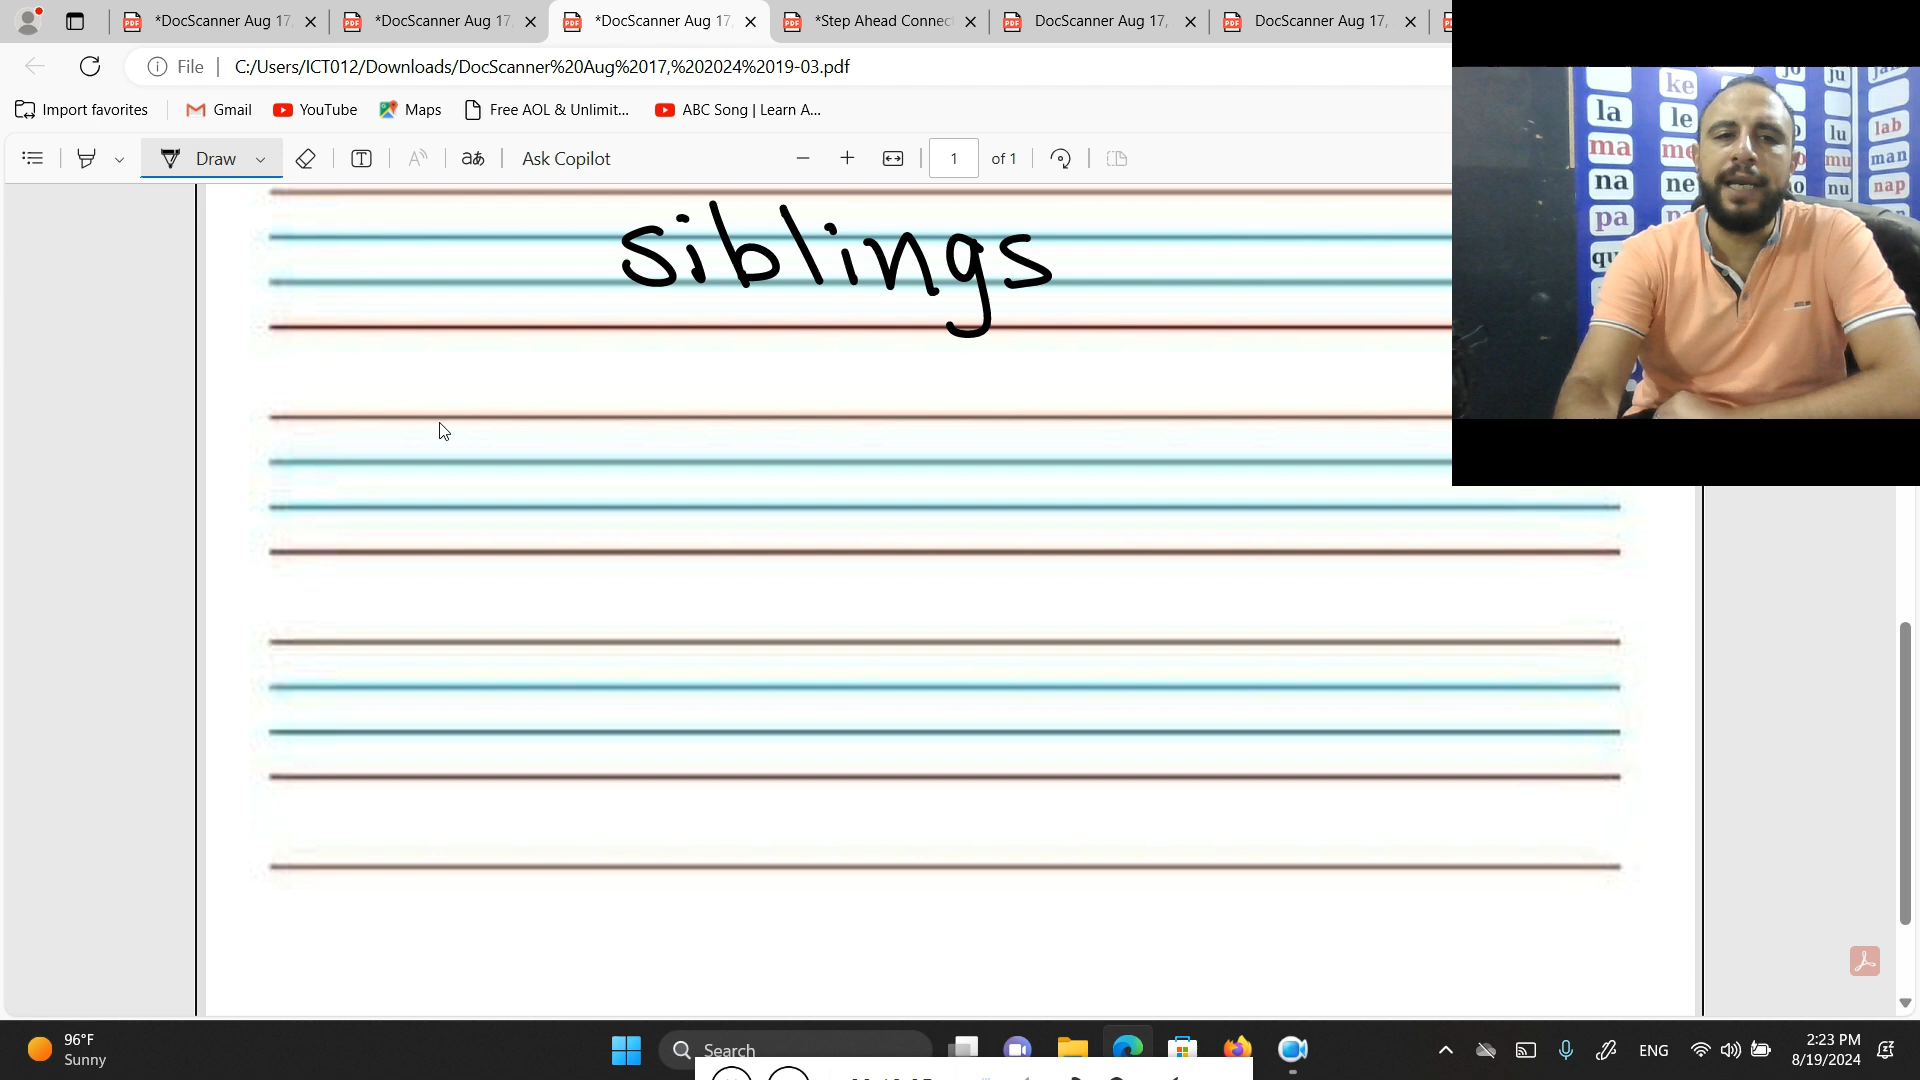 *DocScanner Aug 17, *DocScanner Aug 17, *DocScanner Aug 17, *Step Ahead Connec DocScanner Aug 17, DocScanner Aug 17,
File C:/Users/ICT012/Downloads/DocScanner%20Aug%2017,%202024%2019-03.pdf
Import favorites Gmail YouTube Maps Free AOL & Unlimit... ABC Song | Learn A...
Draw T aあ Ask Copilot 1 of 1
siblings
ke ju
la le lu lab
ma me mu man
na ne nu nap
pa
96°F
Sunny
Search
ENG
2:23 PM
8/19/2024